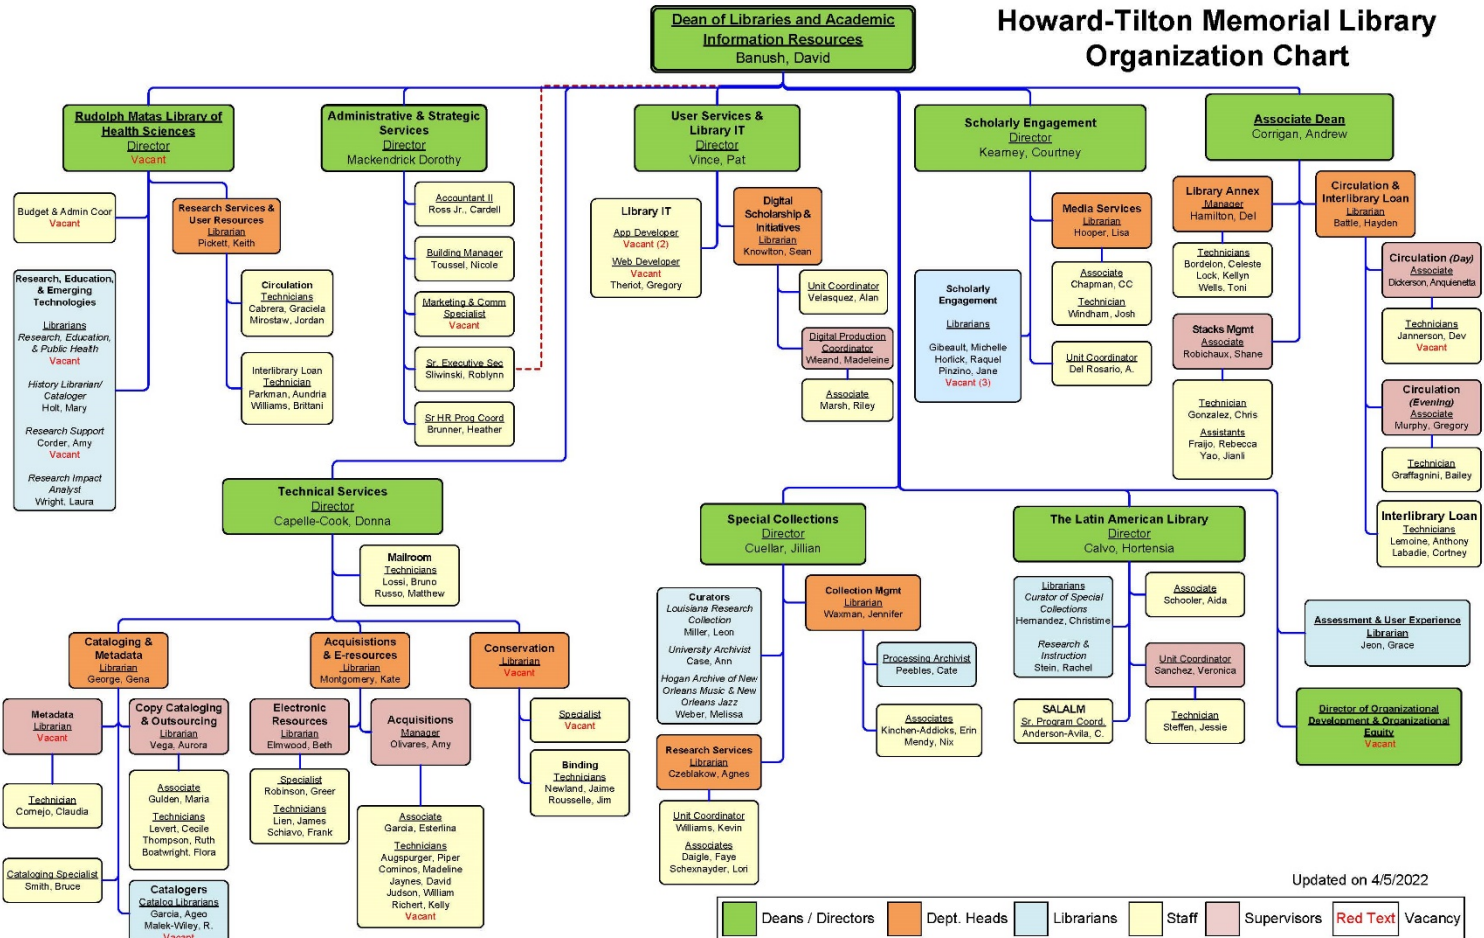 Howard-Tilton Memorial Library
Organization Chart
Dean of Libraries and Academic
Information Resources
Banush, David
Rudolph Matas Library of
Health Sciences
Director
Vacant
Budget & Admin Coor
Vacant
Research, Education,
& Emerging
Technologies
Librarians
Research, Education,
& Public Health
Vacant
History Librarian/
Cataloger
Holt, Mary
Research Support
Corder, Amy
Vacant
Research Impact
Analyst
Wright, Laura
Research Services &
User Resources
Librarian
Pickett, Keith
Circulation
Technicians
Cabrera, Graciela
Mirostaw, Jordan
Interlibrary Loan
Technician
Parkman, Aundria
Williams, Brittani
Administrative & Strategic
Services
Director
Mackendrick Dorothy
Accountant II
Ross Jr., Cardell
Building Manager
Toussel, Nicole
Marketing & Comm
Specialist
Vacant
Sr. Executive Sec
Sliwinski, Roblynn
Sr HR Prog Coord
Brunner, Heather
User Services &
Library IT
Director
Vince, Pat
Library IT
App Developer
Vacant (2)
Web Developer
Vacant
Theriot, Gregory
Digital
Scholarship &
Initiatives
Librarian
Knowlton, Sean
Unit Coordinator
Velasquez, Alan
Digital Production
Coordinator
Wieand, Madeleine
Associate
Marsh, Riley
Scholarly Engagement
Director
Kearney, Courtney
Media Services
Librarian
Hooper, Lisa
Associate
Chapman, CC
Technician
Windham, Josh
Unit Coordinator
Del Rosario, A.
Scholarly
Engagement
Librarians
Gibeault, Michelle
Horlick, Raquel
Pinzino, Jane
Vacant (3)
Associate Dean
Corrigan, Andrew
Library Annex
Manager
Hamilton, Del
Technicians
Bordelon, Celeste
Lock, Kellyn
Wells, Toni
Stacks Mgmt
Associate
Robichaux, Shane
Technician
Gonzalez, Chris
Assistants
Fraijo, Rebecca
Yao, Jianli
Circulation &
Interlibrary Loan
Librarian
Battle, Hayden
Circulation (Day)
Associate
Dickerson, Anquienetta
Technicians
Jannerson, Dev
Vacant
Circulation
(Evening)
Associate
Murphy, Gregory
Technician
Graffagnini, Bailey
Interlibrary Loan
Technicians
Lemoine, Anthony
Labadie, Cortney
Technical Services
Director
Capelle-Cook, Donna
Mailroom
Technicians
Lossi, Bruno
Russo, Matthew
Cataloging &
Metadata
Librarian
George, Gena
Metadata
Librarian
Vacant
Technician
Cornejo, Claudia
Cataloging Specialist
Smith, Bruce
Copy Cataloging
& Outsourcing
Librarian
Vega, Aurora
Associate
Gulden, Maria
Technicians
Levert, Cecile
Thompson, Ruth
Boatwright. Flora
Catalogers
Catalog Librarians
Garcia, Ageo
Malek-Wiley, R.
Vacant
Acquisistions
& E-resources
Librarian
Montgomery, Kate
Electronic
Resources
Librarian
Elmwood, Beth
Specialist
Robinson, Greer
Technicians
Lien, James
Schiavo, Frank
Acquisitions
Manager
Olivares, Amy
Associate
Garcia, Esterlina
Technicians
Augspurger, Piper
Cominos, Madeline
Jaynes, David
Judson, William
Richert, Kelly
Vacant
Conservation
Librarian
Vacant
Specialist
Vacant
Binding
Technicians
Newland, Jaime
Rousselle, Jim
Special Collections
Director
Cuellar, Jillian
Curators
Louisiana Research
Collection
Miller, Leon
University Archivist
Case, Ann
Hogan Archive of New
Orleans Music & New
Orleans Jazz
Weber, Melissa
Collection Mgmt
Librarian
Waxman, Jennifer
Processing Archivist
Peebles, Cate
Associates
Kinchen-Addicks, Erin
Mendy, Nix
Research Services
Librarian
Czeblakow, Agnes
Unit Coordinator
Williams, Kevin
Associates
Daigle, Faye
Schexnayder, Lori
The Latin American Library
Director
Calvo, Hortensia
Librarians
Curator of Special
Collections
Hernandez, Christime
Research &
Instruction
Stein, Rachel
Associate
Schooler, Aida
Unit Coordinator
Sanchez, Veronica
Technician
Steffen, Jessie
SALALM
Sr. Program Coord.
Anderson-Avila, C.
Assessment & User Experience
Librarian
Jeon, Grace
Director of Organizational
Development & Organizational
Equity
Vacant
Updated on 4/5/2022
Deans / Directors
Dept. Heads
Librarians
Staff
Supervisors
Red Text Vacancy